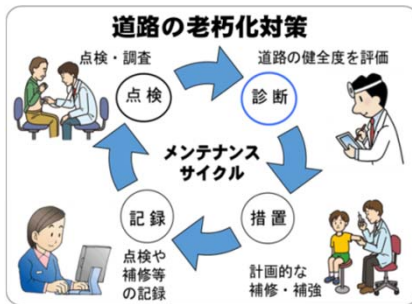 道路の老朽化対策
点検・調査
道路の健全度を評価
点検
診断
メンテナンス
サイクル
記録
措置
点検や
補修等
の記録
計画的な
補修・補強